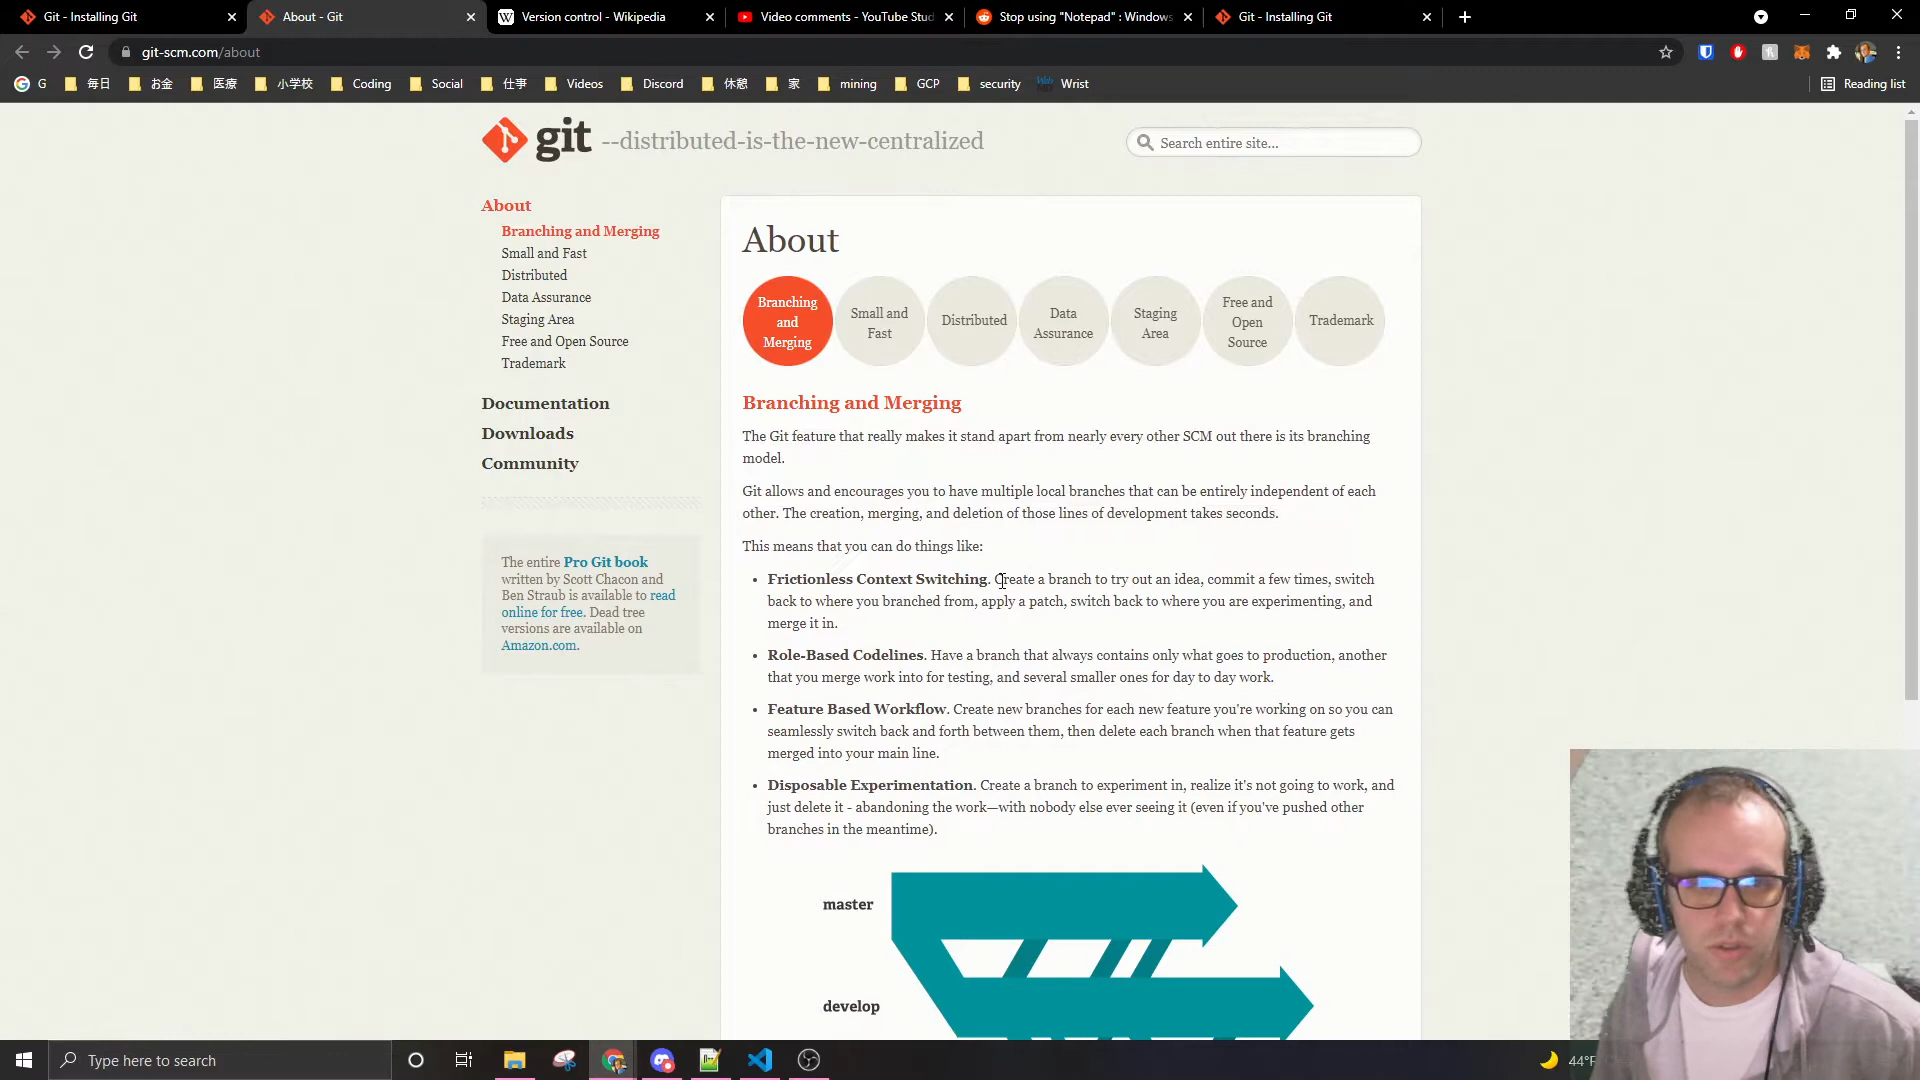 Git - Installing Git
About - Git
Version control - Wikipedia
Video comments - YouTube Stud
Stop using "Notepad" : Windows
Git - Installing Git
git-scm.com/about
G
毎日
お金
医療
小学校
Coding
Social
仕事
Videos
Discord
休憩
家
mining
GCP
security
Wrist
Reading list
git --distributed-is-the-new-centralized
Search entire site...
About
Branching and Merging
Small and Fast
Distributed
Data Assurance
Staging Area
Free and Open Source
Trademark
Documentation
Downloads
Community
The entire Pro Git book
written by Scott Chacon and
Ben Straub is available to read
online for free. Dead tree
versions are available on
Amazon.com.
About
Branching
and
Merging
Small and
Fast
Distributed
Data
Assurance
Staging
Area
Free and
Open
Source
Trademark
Branching and Merging
The Git feature that really makes it stand apart from nearly every other SCM out there is its branching
model.
Git allows and encourages you to have multiple local branches that can be entirely independent of each
other. The creation, merging, and deletion of those lines of development takes seconds.
This means that you can do things like:
• Frictionless Context Switching. Create a branch to try out an idea, commit a few times, switch
back to where you branched from, apply a patch, switch back to where you are experimenting, and
merge it in.
• Role-Based Codelines. Have a branch that always contains only what goes to production, another
that you merge work into for testing, and several smaller ones for day to day work.
• Feature Based Workflow. Create new branches for each new feature you're working on so you can
seamlessly switch back and forth between them, then delete each branch when that feature gets
merged into your main line.
• Disposable Experimentation. Create a branch to experiment in, realize it's not going to work, and
just delete it - abandoning the work—with nobody else ever seeing it (even if you've pushed other
branches in the meantime).
master
develop
Type here to search
44°F